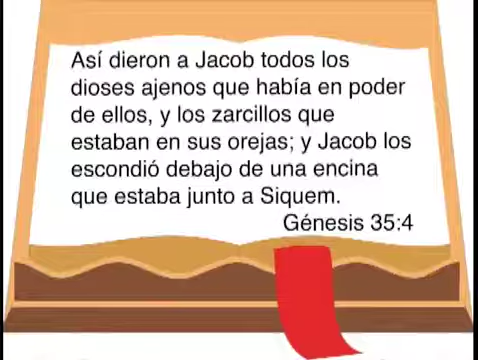 Así dieron a Jacob todos los
dioses ajenos que había en poder
de ellos, y los zarcillos que
estaban en sus orejas; y Jacob los
escondió debajo de una encina
que estaba junto a Siquem.
Génesis 35:4